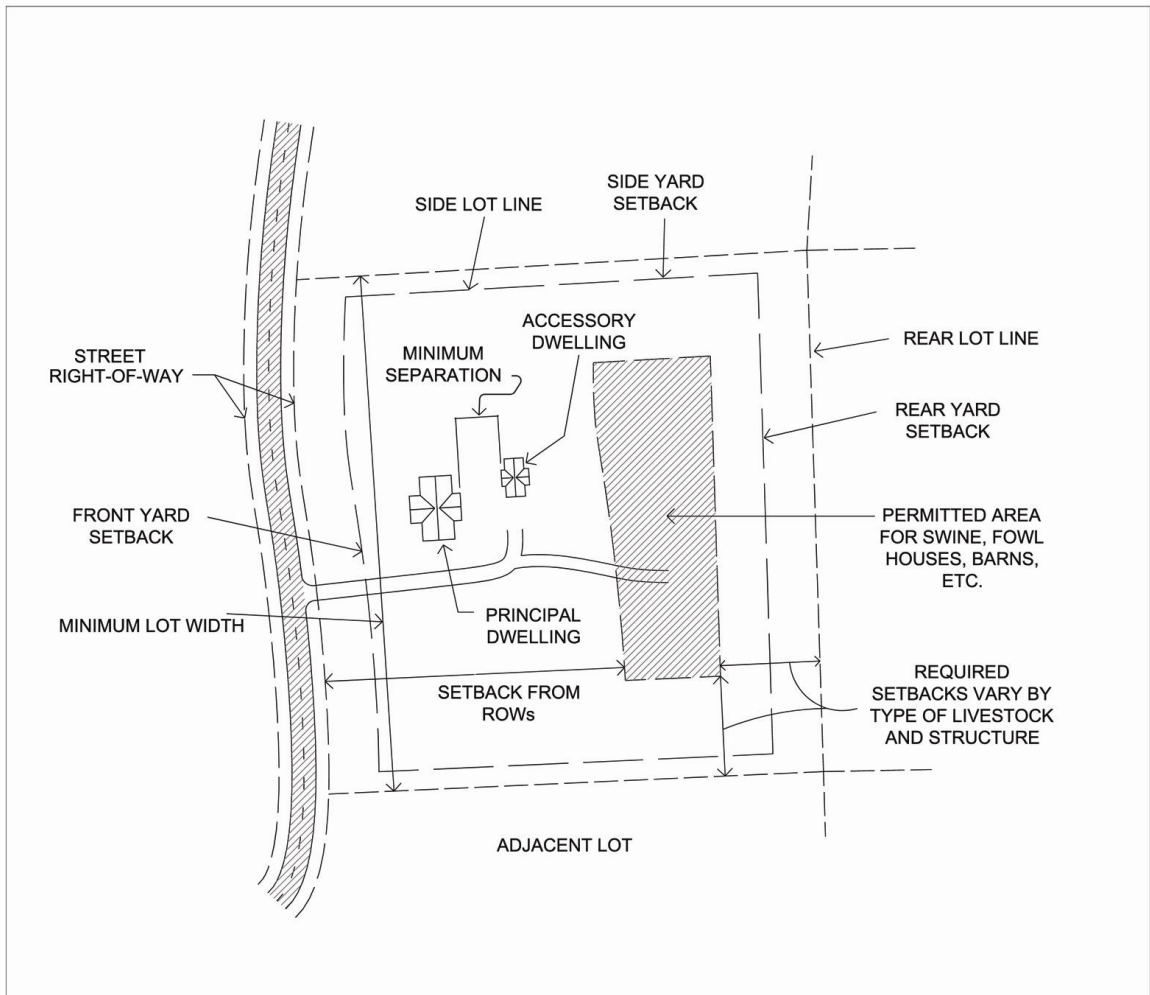 SIDE YARD
SETBACK
SIDE LOT LINE
ACCESSORY
DWELLING
MINIMUM
SEPARATION
REAR LOT LINE
STREET
RIGHT-OF-WAY
REAR YARD
SETBACK
FRONT YARD
SETBACK
PERMITTED AREA
FOR SWINE, FOWL
HOUSES, BARNS,
ETC.
MINIMUM LOT WIDTH
PRINCIPAL
DWELLING
SETBACK FROM
ROWs
REQUIRED
SETBACKS VARY BY
TYPE OF LIVESTOCK
AND STRUCTURE
ADJACENT LOT